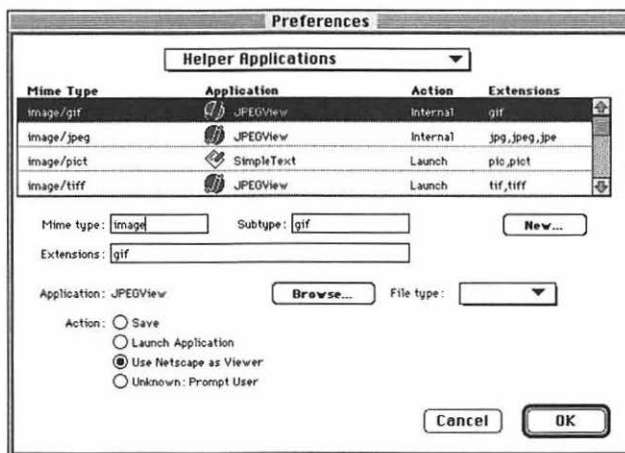 Preferences
Helper Applications
Mime Type Application Action Extensions
image/gif JPEGView Internal gif
image/jpeg JPEGView Internal jpg,jpeg,jpe
image/pict SimpleText Launch pic,pict
image/tiff JPEGView Launch tif,tiff
Mime type: image Subtype: gif New...
Extensions: gif
Application: JPEGView Browse... File type:
Action: Save
Launch Application
Use Netscape as Viewer
Unknown: Prompt User
Cancel OK